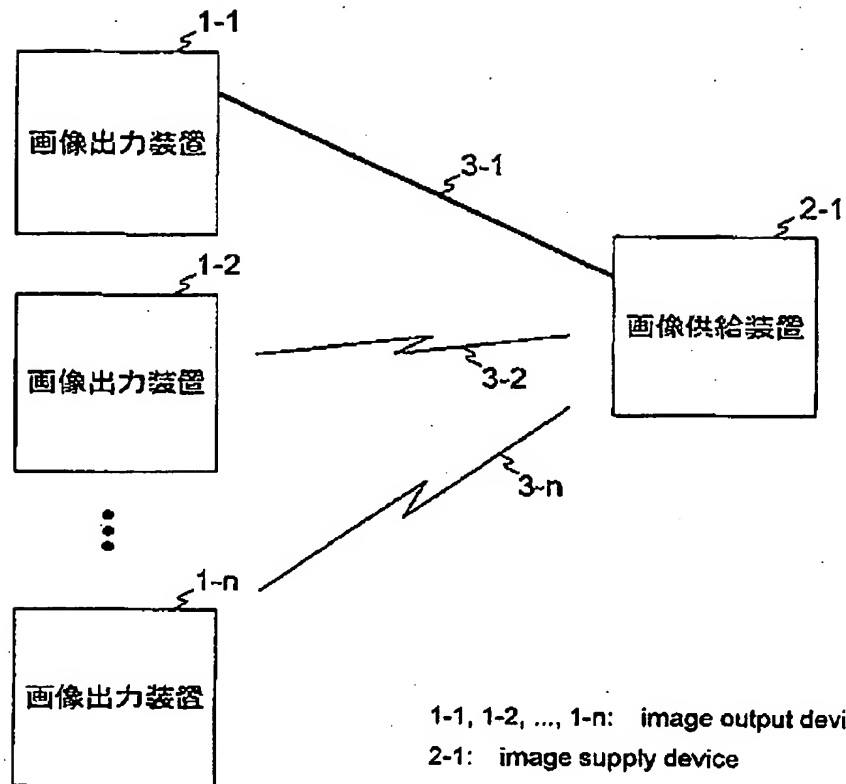 1-1
画像出力装置
3-1
2-1
1-2
画像供給装置
画像出力装置
3-2
3-n
1-n
画像出力装置
1-1, 1-2, ..., 1-n: image output devi
2-1: image supply device